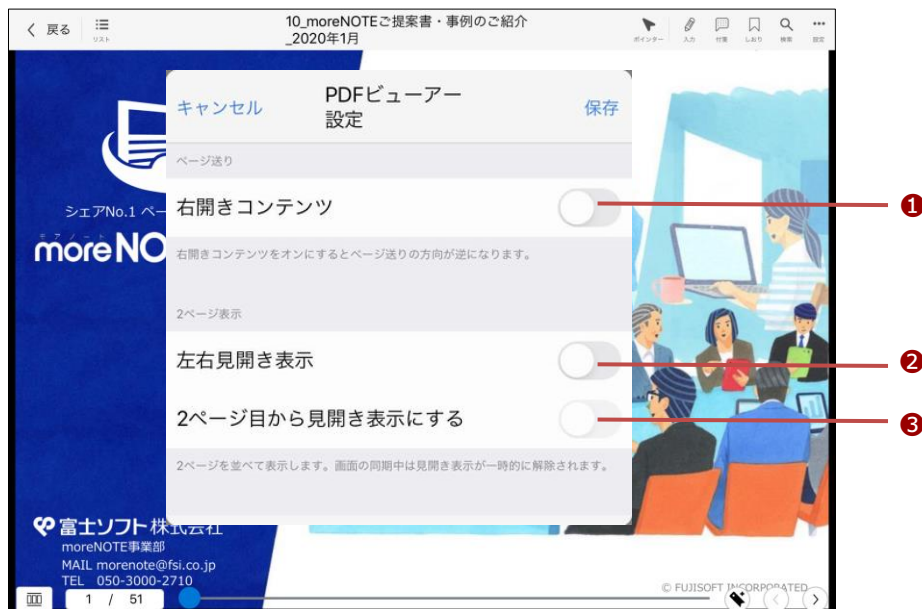 戻る
リスト
10_moreNOTEご提案書・事例のご紹介
_2020年1月
ポインター
入力
付箋
しおり
検索
設定
キャンセル
PDFビューアー
設定
保存
ページ送り
シェアNo.1 ペー
右開きコンテンツ
❶
モアノート
moreNO
右開きコンテンツをオンにするとページ送りの方向が逆になります。
2ページ表示
左右見開き表示
❷
2ページ目から見開き表示にする
❸
2ページを並べて表示します。画面の同期中は見開き表示が一時的に解除されます。
富士ソフト株式会社
moreNOTE事業部
MAIL morenote@fsi.co.jp
TEL 050-3000-2710
© FUJISOFT INCORPORATED
1 / 51